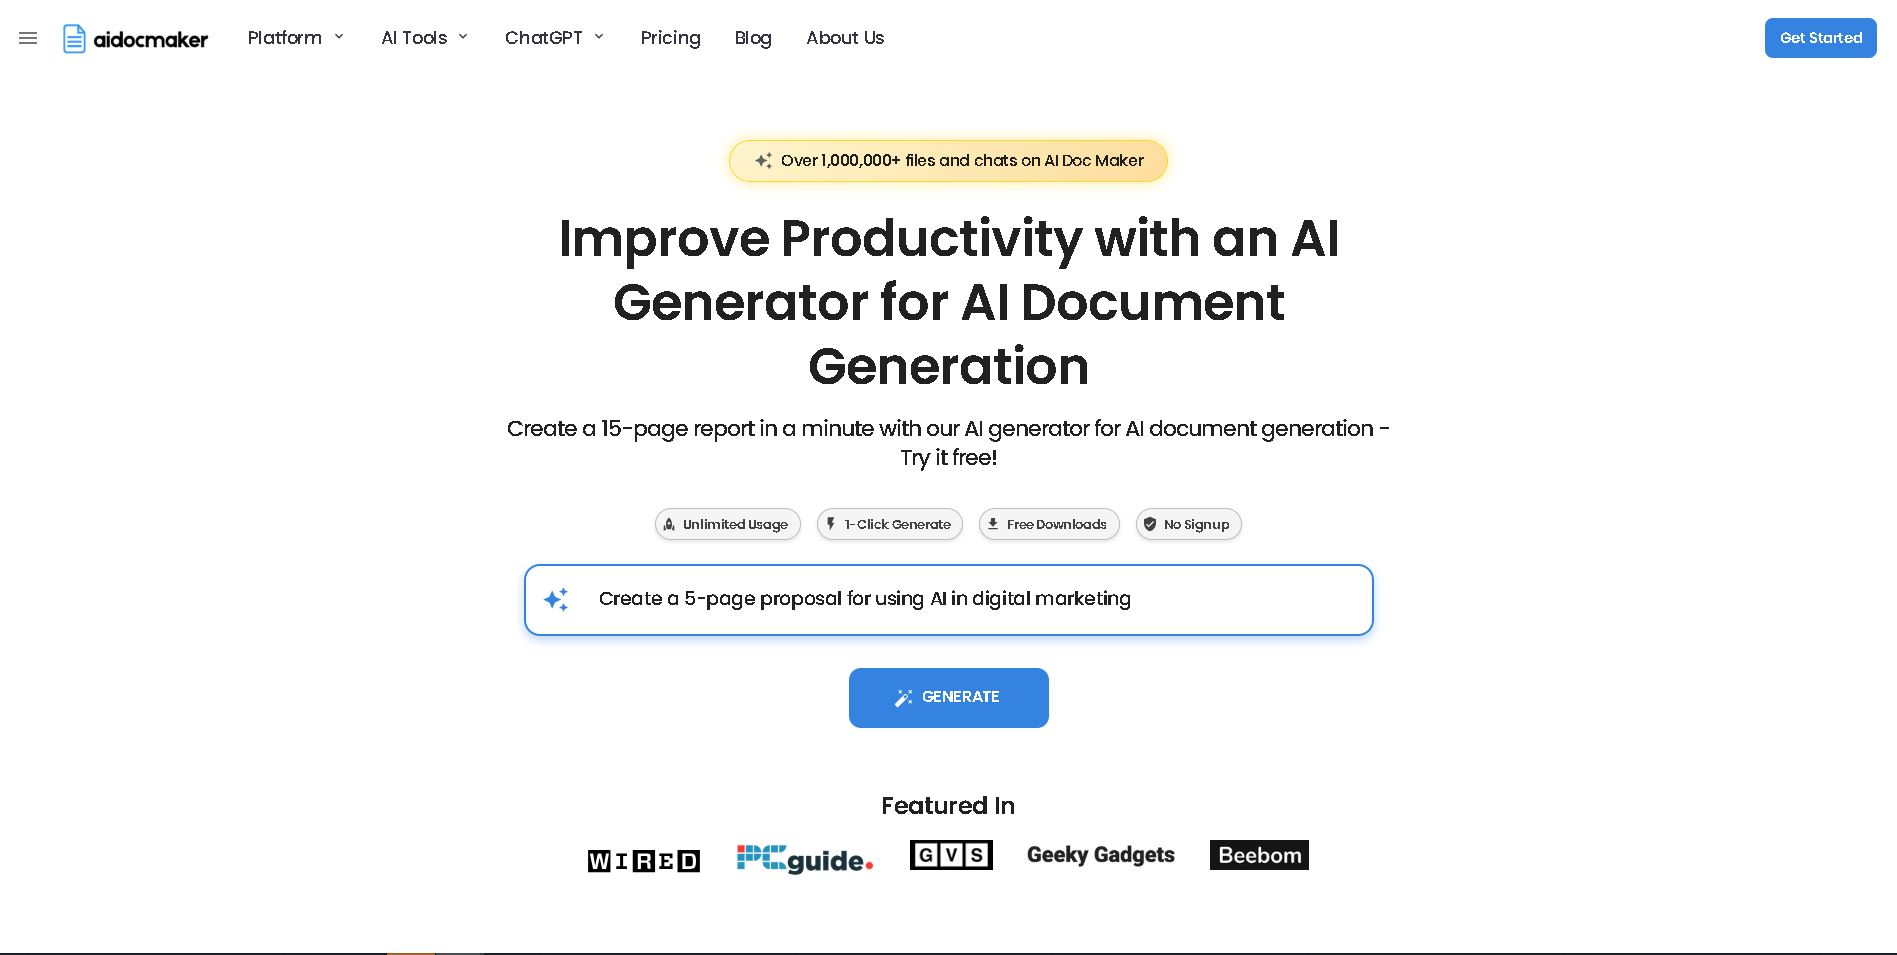 aidocmaker
Platform
AI Tools
ChatGPT
Pricing
Blog
About Us
Get Started
Over 1,000,000+ files and chats on AI Doc Maker
Improve Productivity with an AI
Generator for AI Document
Generation
Create a 15-page report in a minute with our AI generator for AI document generation -
Try it free!
Unlimited Usage
1-Click Generate
Free Downloads
No Signup
Create a 5-page proposal for using AI in digital marketing
GENERATE
Featured In
WIRED
PCguide.
GVS
Geeky Gadgets
Beebom